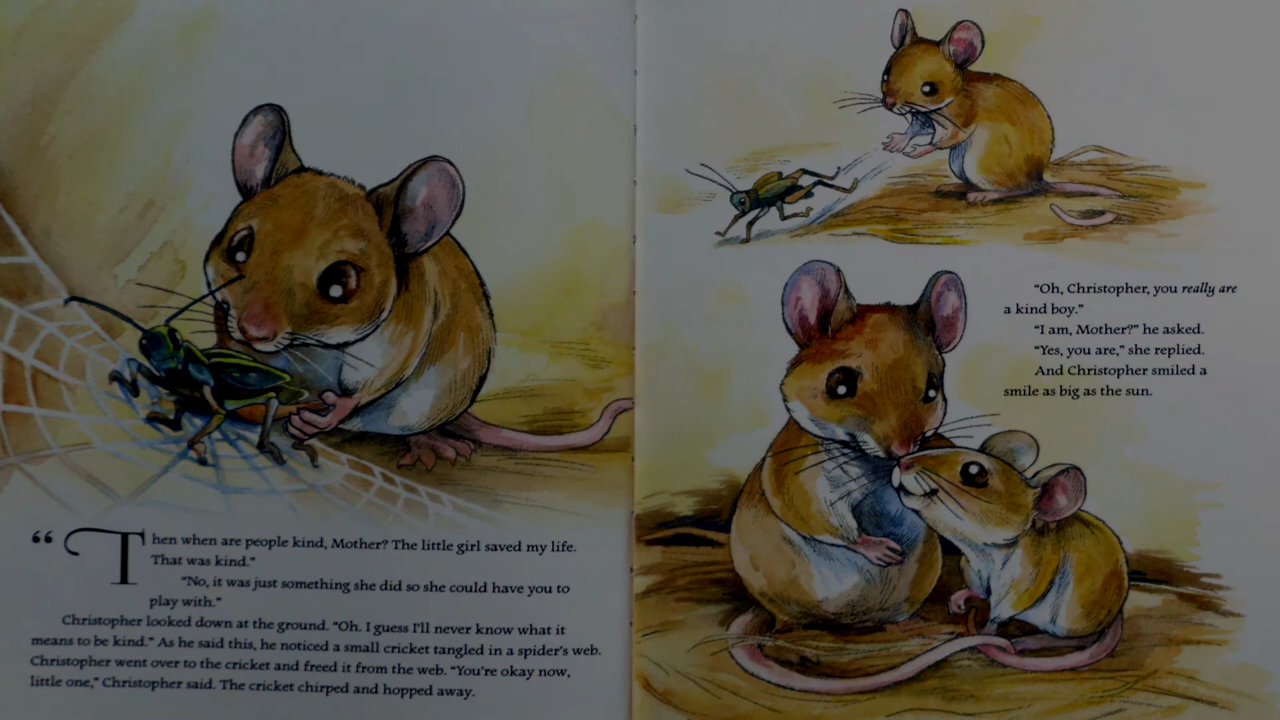 “Then when are people kind, Mother? The little girl saved my life.
That was kind.”
“No, it was just something she did so she could have you to
play with.”
Christopher looked down at the ground. “Oh. I guess I’ll never know what it
means to be kind.” As he said this, he noticed a small cricket tangled in a spider’s web.
Christopher went over to the cricket and freed it from the web. “You’re okay now,
little one,” Christopher said. The cricket chirped and hopped away.
“Oh, Christopher, you really are
a kind boy.”
“I am, Mother?” he asked.
“Yes, you are,” she replied.
And Christopher smiled a
smile as big as the sun.